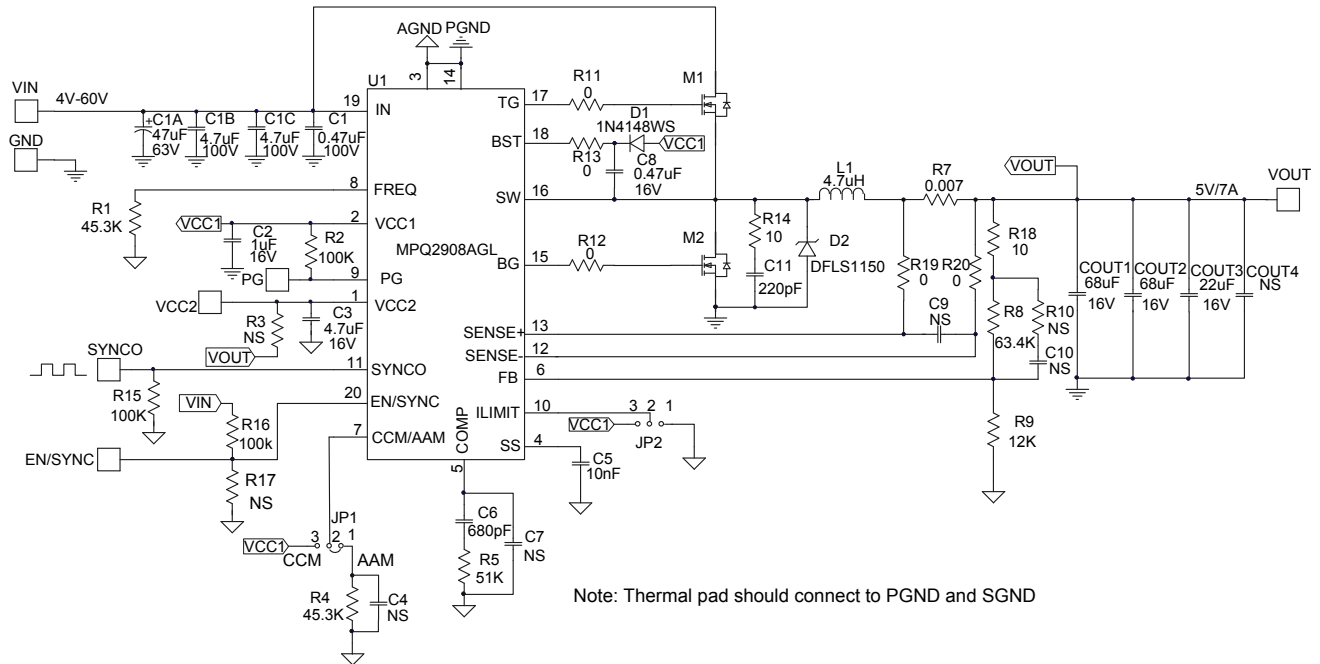 AGND PGND
3 14
U1
VIN
4V-60V
19 IN
+C1A
47uF
63V
C1B
4.7uF
100V
C1C
4.7uF
100V
C1
0.47uF
100V
GND
R1
45.3K
8 FREQ
VCC1
2 VCC1
C2
1uF
16V
R2
100K
PG
9 PG
VCC2
1 VCC2
R3
NS
C3
4.7uF
16V
VOUT
SYNCO
11 SYNCO
R15
100K
VIN
R16
100k
20 EN/SYNC
EN/SYNC
R17
NS
7 CCM/AAM
JP1
VCC1
3 2 1
CCM AAM
R4
45.3K
C4
NS
MPQ2908AGL
TG 17
R11
0
M1
BST 18
R13
0
D1
1N4148WS
VCC1
C8
0.47uF
16V
SW 16
BG 15
R12
0
M2
R14
10
C11
220pF
D2
DFLS1150
L1
4.7uH
R7
0.007
R19
0
R20
0
C9
NS
SENSE+ 13
SENSE- 12
FB 6
R18
10
R8
63.4K
R10
NS
C10
NS
R9
12K
VOUT
5V/7A
VOUT
COUT1
68uF
16V
COUT2
68uF
16V
COUT3
22uF
16V
COUT4
NS
ILIMIT 10
VCC1
3 2 1
JP2
SS 4
C5
10nF
COMP
5
C6
680pF
R5
51K
C7
NS
Note: Thermal pad should connect to PGND and SGND